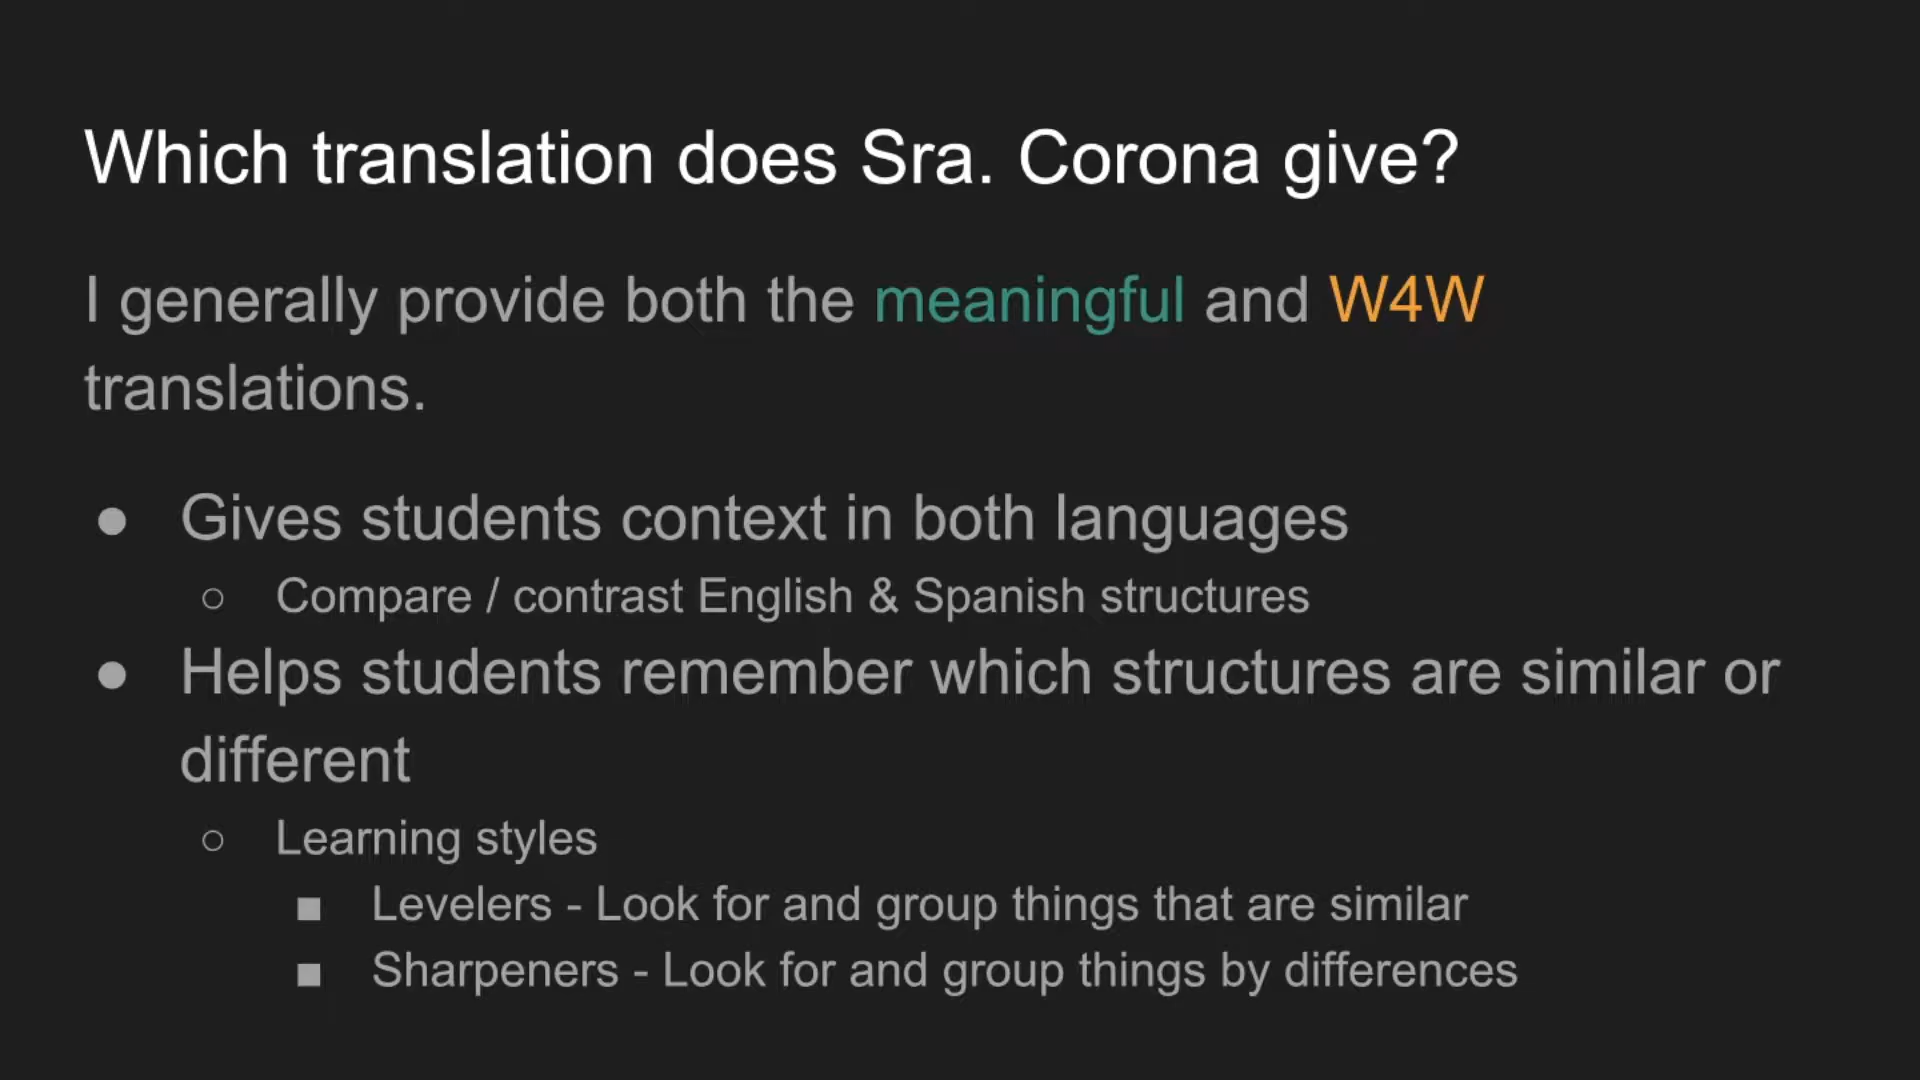 Which translation does Sra. Corona give?
I generally provide both the meaningful and W4W
translations.
● Gives students context in both languages
○ Compare / contrast English & Spanish structures
● Helps students remember which structures are similar or
different
○ Learning styles
■ Levelers - Look for and group things that are similar
■ Sharpeners - Look for and group things by differences